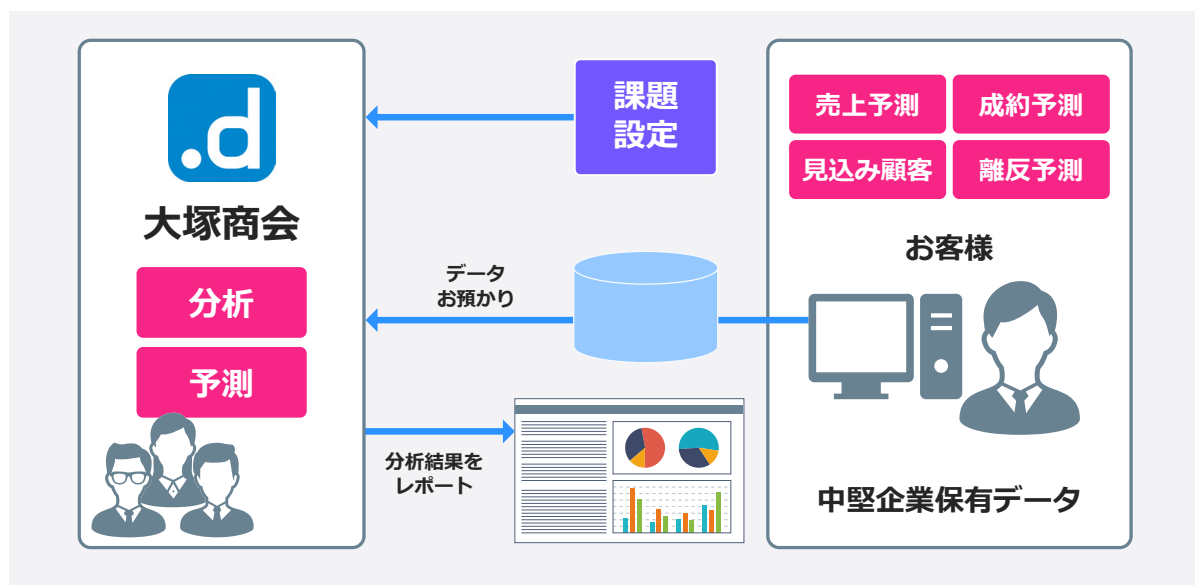 .d
大塚商会
分析
予測
課題
設定
データ
お預かり
分析結果を
レポート
売上予測
成約予測
見込み顧客
離反予測
お客様
中堅企業保有データ